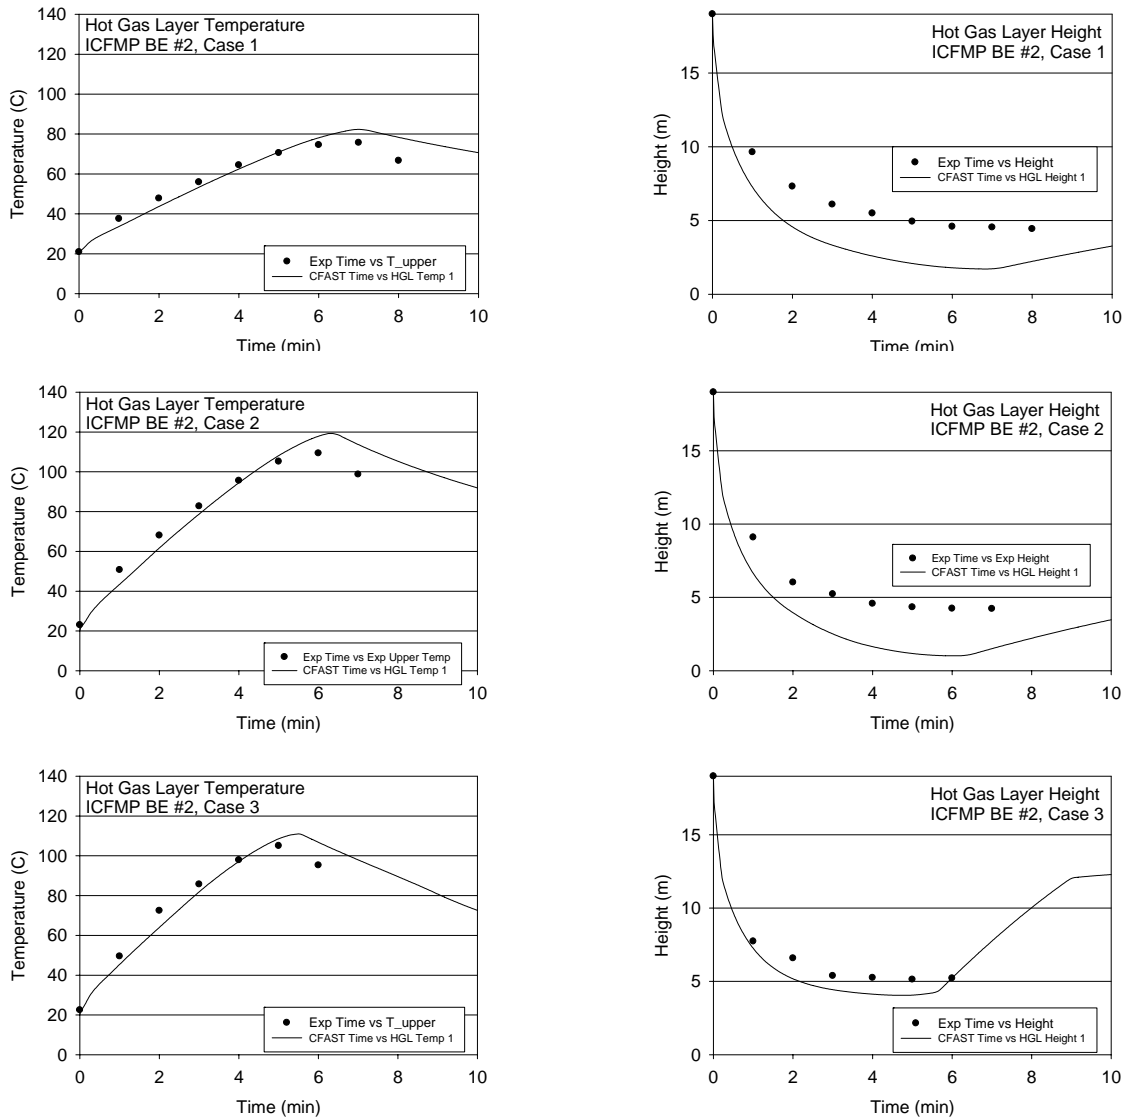 Hot Gas Layer Temperature
ICFMP BE #2, Case 1
Temperature (C)
140
120
100
80
60
40
20
0
Exp Time vs T_upper
CFAST Time vs HGL Temp 1
0 2 4 6 8 10
Time (min)
Hot Gas Layer Height
ICFMP BE #2, Case 1
Height (m)
15
10
5
0
Exp Time vs Height
CFAST Time vs HGL Height 1
0 2 4 6 8 10
Time (min)
Hot Gas Layer Temperature
ICFMP BE #2, Case 2
Temperature (C)
140
120
100
80
60
40
20
0
Exp Time vs Exp Upper Temp
CFAST Time vs HGL Temp 1
0 2 4 6 8 10
Time (min)
Hot Gas Layer Height
ICFMP BE #2, Case 2
Height (m)
15
10
5
0
Exp Time vs Exp Height
CFAST Time vs HGL Height 1
0 2 4 6 8 10
Time (min)
Hot Gas Layer Temperature
ICFMP BE #2, Case 3
Temperature (C)
140
120
100
80
60
40
20
0
Exp Time vs T_upper
CFAST Time vs HGL Temp 1
0 2 4 6 8 10
Time (min)
Hot Gas Layer Height
ICFMP BE #2, Case 3
Height (m)
15
10
5
0
Exp Time vs Height
CFAST Time vs HGL Height 1
0 2 4 6 8 10
Time (min)